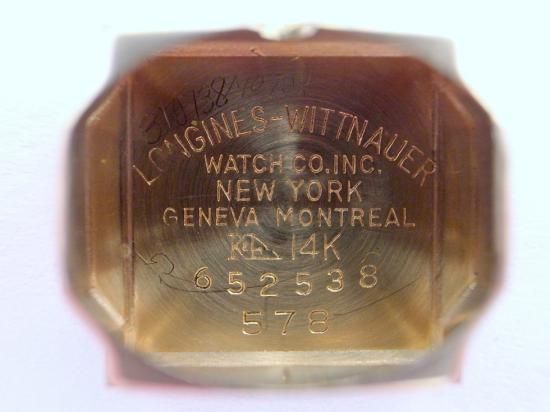 LONGINES-WITTNAUER
WATCH CO. INC.
NEW YORK
GENEVA MONTREAL
14K
652538
578